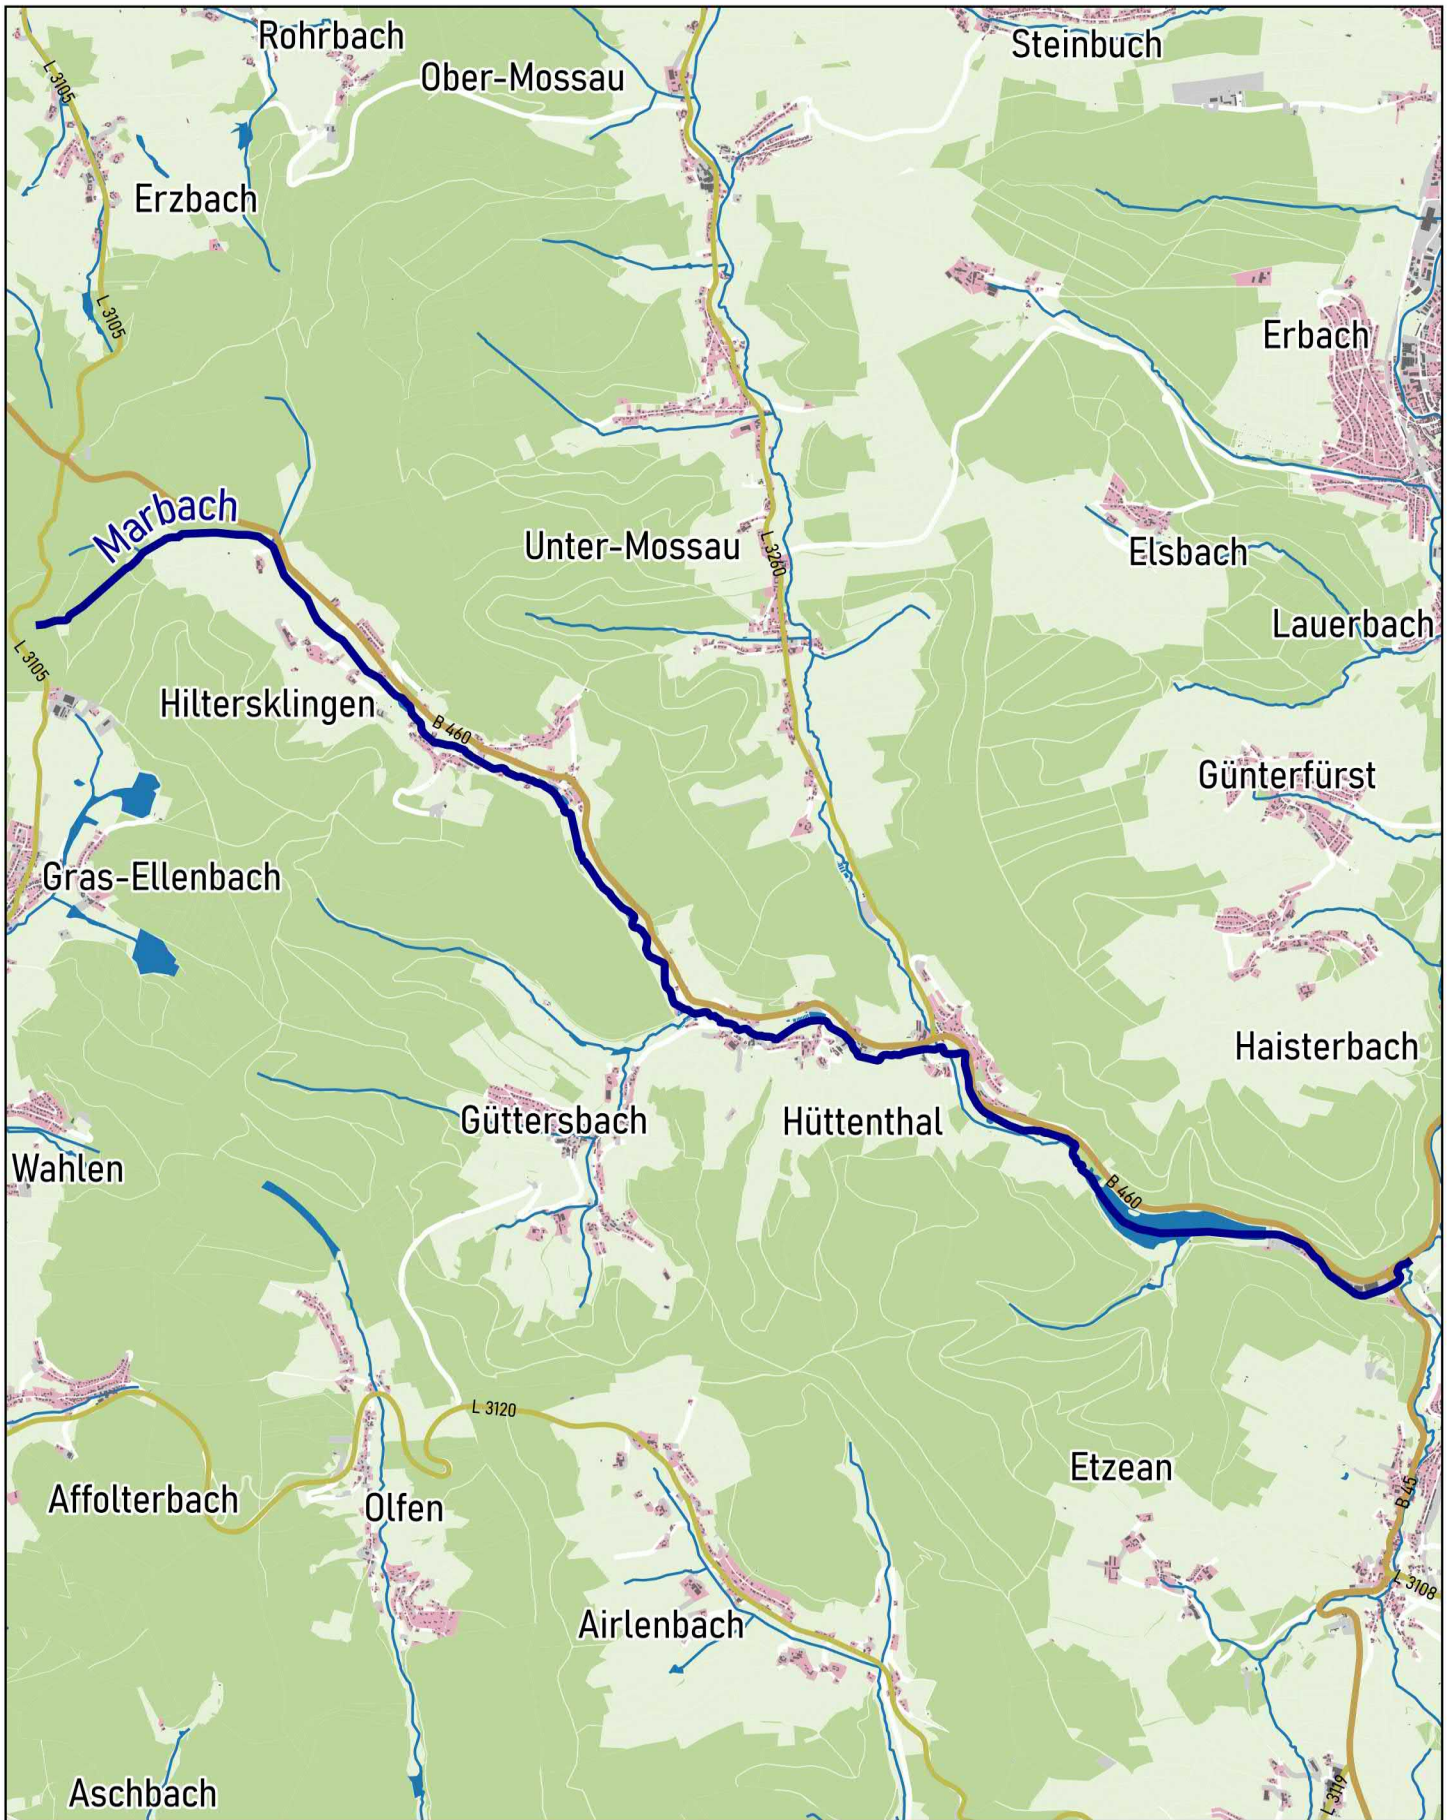 Rohrbach
Steinbuch
Ober-Mossau
L 3105
Erzbach
L 3105
Erbach
Marbach
Unter-Mossau
L 3260
Elsbach
Lauerbach
L 3105
Hiltersklingen
B 460
Günterfürst
Gras-Ellenbach
Haisterbach
Güttersbach
Hüttenthal
Wahlen
B 460
L 3120
Etzean
Affolterbach
Olfen
B 45
L 3108
Airlenbach
Aschbach
L 3119